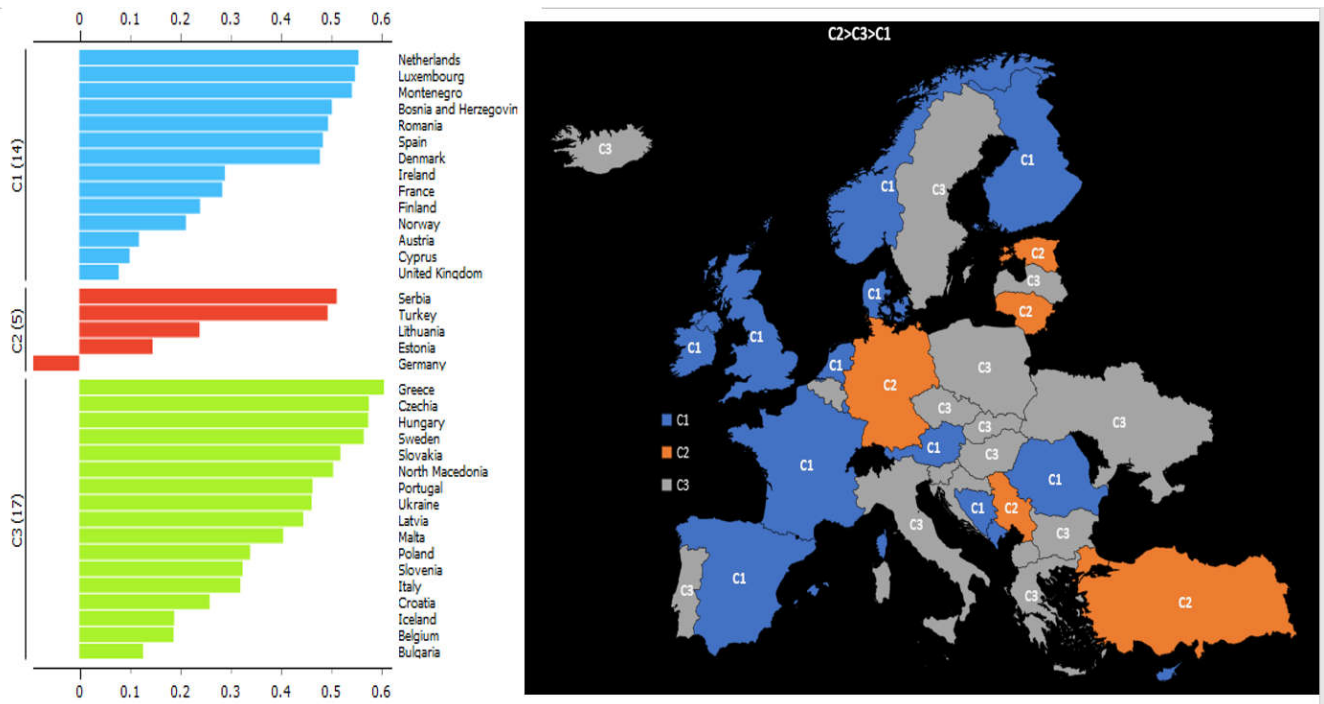 0 0.1 0.2 0.3 0.4 0.5 0.6
C1 (14)
Netherlands
Luxembourg
Montenegro
Bosnia and Herzegovin
Romania
Spain
Denmark
Ireland
France
Finland
Norway
Austria
Cyprus
United Kingdom
C2 (5)
Serbia
Turkey
Lithuania
Estonia
Germany
C3 (17)
Greece
Czechia
Hungary
Sweden
Slovakia
North Macedonia
Portugal
Ukraine
Latvia
Malta
Poland
Slovenia
Italy
Croatia
Iceland
Belgium
Bulgaria
0 0.1 0.2 0.3 0.4 0.5 0.6
C2>C3>C1
C3
C1
C1
C3
C2
C3
C2
C1
C1
C1
C1
C2
C3
C3
C3
C3
C1
C3
C1
C1
C3
C1
C2
C3
C3
C1
C3
C3
C2
C1
C2
C3